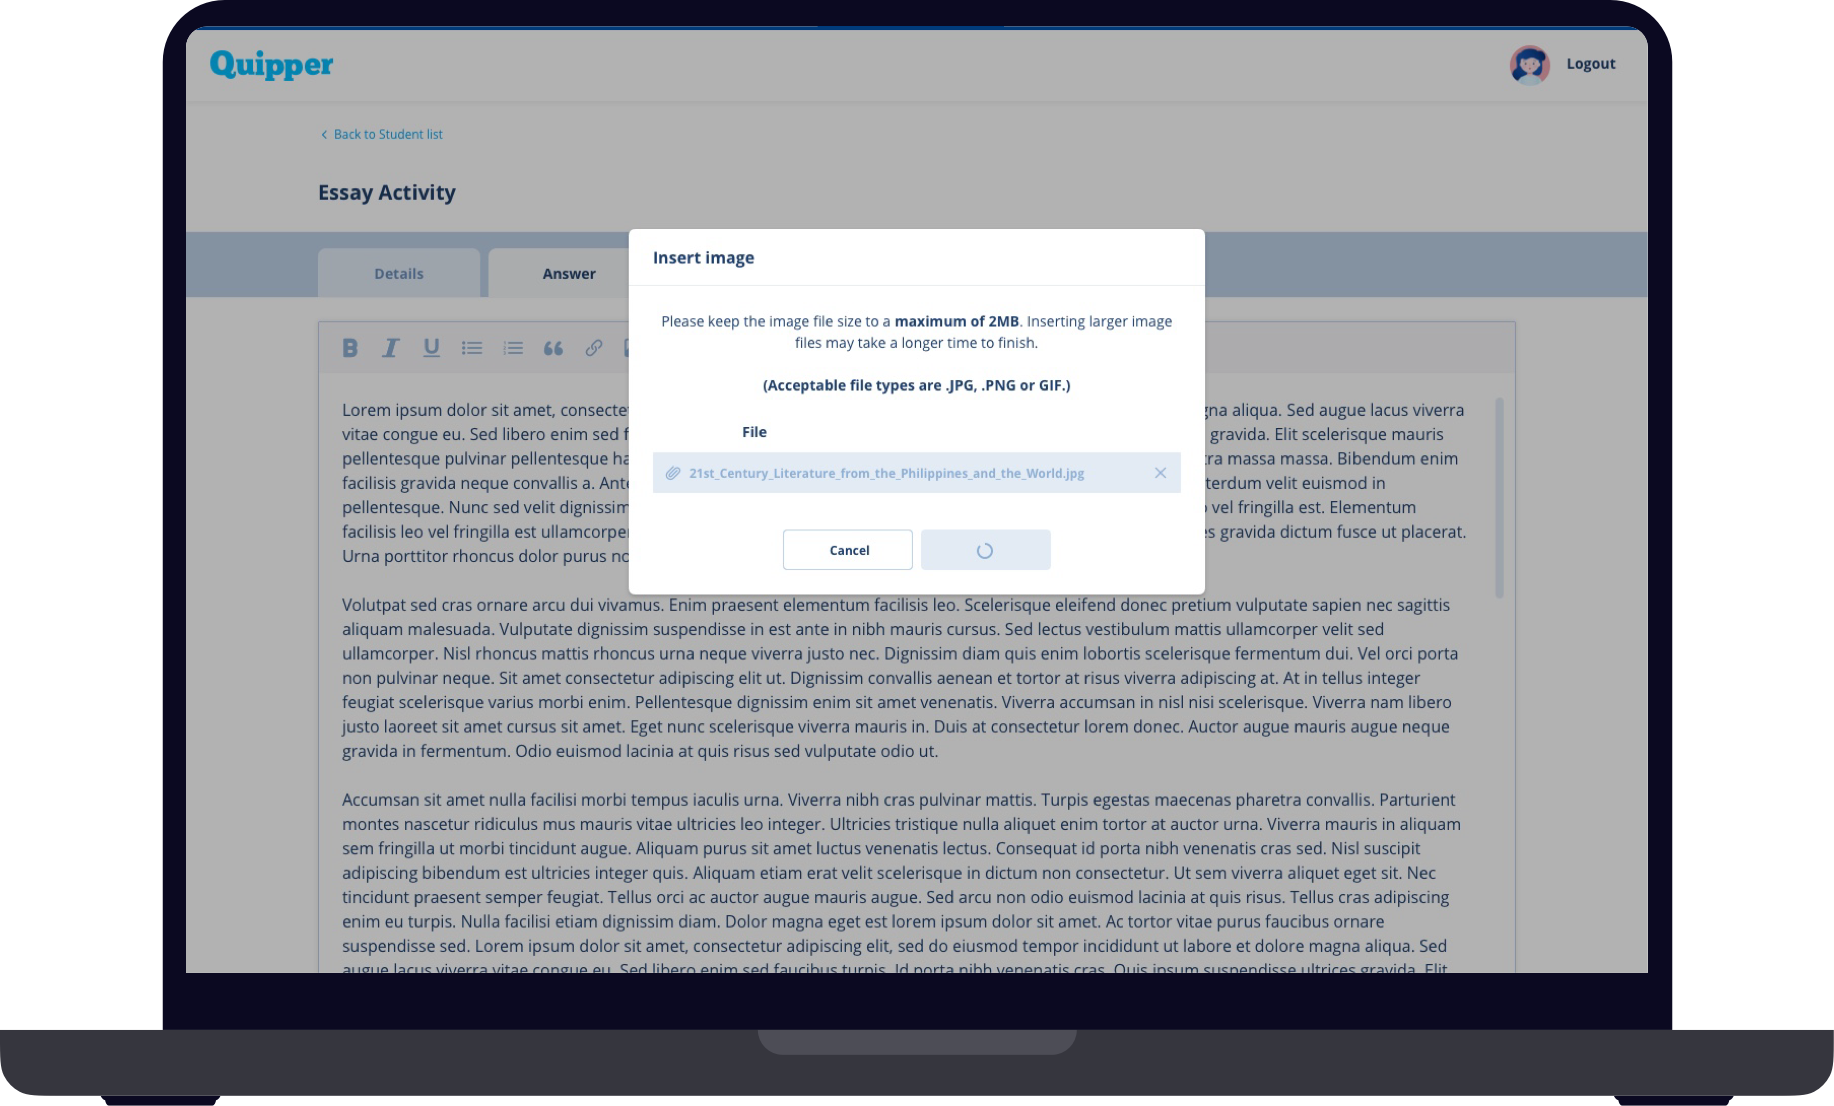 Quipper
Logout
Back to Student list
Essay Activity
Details
Answer
Insert image
Please keep the image file size to a maximum of 2MB. Inserting larger image
files may take a longer time to finish.
(Acceptable file types are .JPG, .PNG or GIF.)
File
21st_Century_Literature_from_the_Philippines_and_the_World.jpg
Cancel
B I U
Lorem ipsum dolor sit amet, aliqua. Sed augue lacus viverra
vitae congue eu. Sed libero enim sed gravida. Elit scelerisque mauris
pellentesque pulvinar pellentesque massa massa. Bibendum enim
facilisis gravida neque convallis a. velit euismod in
pellentesque. Nunc sed velit dignissim vel fringilla est. Elementum
facilisis leo vel fringilla est gravida dictum fusce ut placerat.
Urna porttitor rhoncus dolor purus
Volutpat sed cras ornare arcu dui vivamus. Enim praesent elementum facilisis leo. Scelerisque eleifend donec pretium vulputate sapien nec sagittis
aliquam malesuada. Vulputate dignissim suspendisse in est ante in nibh mauris cursus. Sed lectus vestibulum mattis ullamcorper velit sed
ullamcorper. Nisl rhoncus mattis rhoncus urna neque viverra justo nec. Dignissim diam quis enim lobortis scelerisque fermentum dui. Vel orci porta
non pulvinar neque. Sit amet consectetur adipiscing elit ut. Dignissim convallis aenean et tortor at risus viverra adipiscing at. At in tellus integer
feugiat scelerisque varius morbi enim. Pellentesque dignissim enim sit amet venenatis. Viverra accumsan in nisl nisi scelerisque. Viverra nam libero
justo laoreet sit amet cursus sit amet. Eget nunc scelerisque viverra mauris in. Duis at consectetur lorem donec. Auctor augue mauris augue neque
gravida in fermentum. Odio euismod lacinia at quis risus sed vulputate odio ut.
Accumsan sit amet nulla facilisi morbi tempus iaculis urna. Viverra nibh cras pulvinar mattis. Turpis egestas maecenas pharetra convallis. Parturient
montes nascetur ridiculus mus mauris vitae ultricies leo integer. Ultricies tristique nulla aliquet enim tortor at auctor urna. Viverra mauris in aliquam
sem fringilla ut morbi tincidunt augue. Aliquam purus sit amet luctus venenatis lectus. Consequat id porta nibh venenatis cras sed. Nisl suscipit
adipiscing bibendum est ultricies integer quis. Aliquam etiam erat velit scelerisque in dictum non consectetur. Ut sem viverra aliquet eget sit. Nec
tincidunt praesent semper feugiat. Tellus orci ac auctor augue mauris augue. Sed arcu non odio euismod lacinia at quis risus. Tellus cras adipiscing
enim eu turpis. Nulla facilisi etiam dignissim diam. Dolor magna eget est lorem ipsum dolor sit amet. Ac tortor vitae purus faucibus ornare
suspendisse sed. Lorem ipsum dolor sit amet, consectetur adipiscing elit, sed do eiusmod tempor incididunt ut labore et dolore magna aliqua. Sed
augue lacus viverra vitae congue eu. Sed libero enim sed faucibus turpis. Id porta nibh venenatis cras. Quis ipsum suspendisse ultrices gravida. Elit